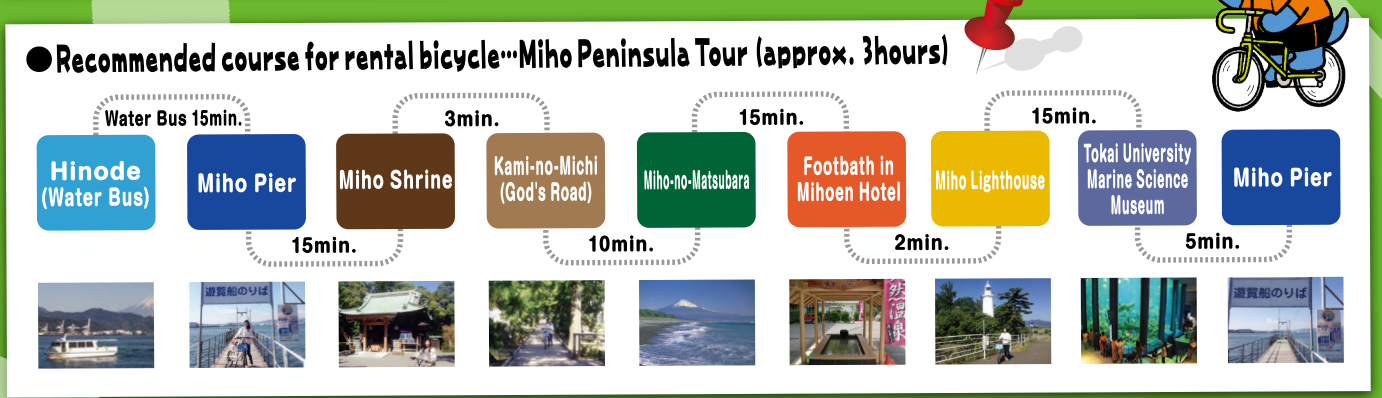 ●Recommended course for rental bicycle…Miho Peninsula Tour (approx. 3hours)
Water Bus 15min.
3min.
15min.
15min.
Hinode
(Water Bus)
Miho Pier
Miho Shrine
Kami-no-Michi
(God's Road)
Miho-no-Matsubara
Footbath in
Mihoen Hotel
Miho Lighthouse
Tokai University
Marine Science
Museum
Miho Pier
15min.
10min.
2min.
5min.
遊覧船のりば
然温泉
遊覧船のりば